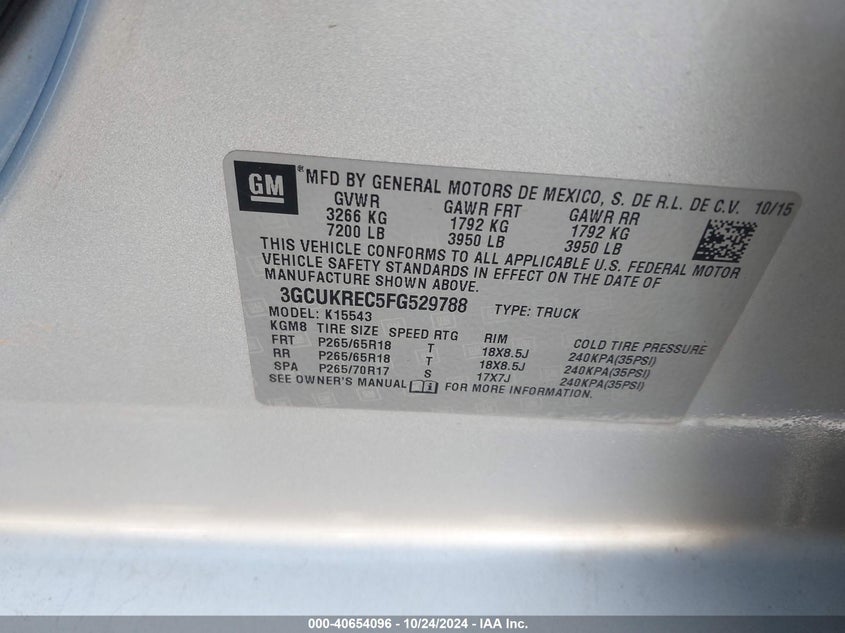 GM ® MFD BY GENERAL MOTORS DE MEXICO, S. DE R.L. DE C.V. 10/15
GVWR GAWR FRT GAWR RR
3266 KG 1792 KG 1792 KG
7200 LB 3950 LB 3950 LB
THIS VEHICLE CONFORMS TO ALL APPLICABLE U.S. FEDERAL MOTOR
VEHICLE SAFETY STANDARDS IN EFFECT ON THE DATE OF
MANUFACTURE SHOWN ABOVE.
3GCUKREC5FG529788 TYPE: TRUCK
MODEL: K15543
KGM8 TIRE SIZE SPEED RTG RIM COLD TIRE PRESSURE
FRT P265/65R18 T 18X8.5J 240KPA(35PSI)
RR P265/65R18 T 18X8.5J 240KPA(35PSI)
SPA P265/70R17 S 17X7J 240KPA(35PSI)
SEE OWNER'S MANUAL i FOR MORE INFORMATION.
000-40654096 - 10/24/2024 - IAA Inc.